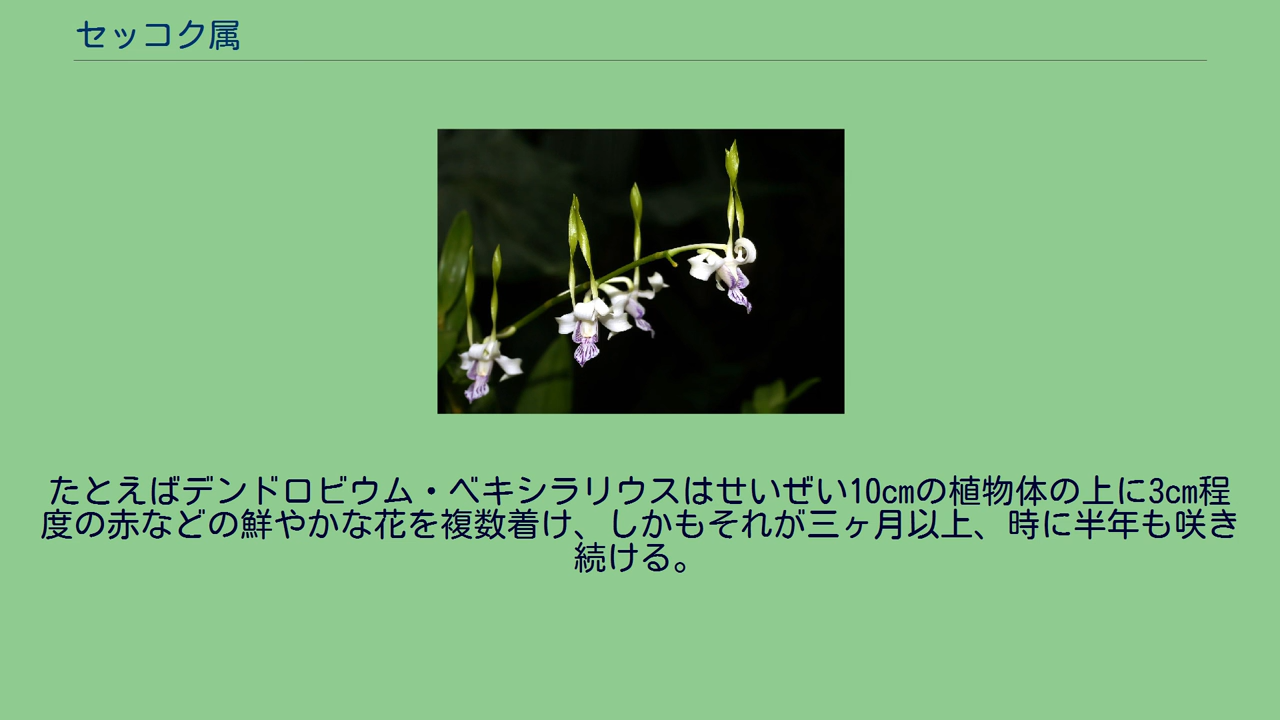 セッコク属
たとえばデンドロビウム・ベキシラリウスはせいぜい10cmの植物体の上に3cm程
度の赤などの鮮やかな花を複数着け、しかもそれが三ヶ月以上、時に半年も咲き
続ける。